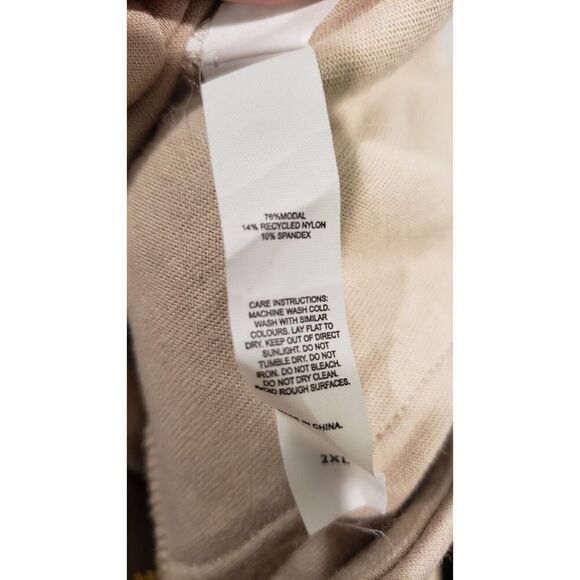 76%MODAL
14% RECYCLED NYLON
10% SPANDEX
CARE INSTRUCTIONS:
MACHINE WASH COLD.
WASH WITH SIMILAR
COLOURS. LAY FLAT TO
DRY. KEEP OUT OF DIRECT
SUNLIGHT. DO NOT
TUMBLE DRY. DO NOT
IRON. DO NOT BLEACH.
DO NOT DRY CLEAN.
AVOID ROUGH SURFACES.
MADE IN CHINA.
2XL